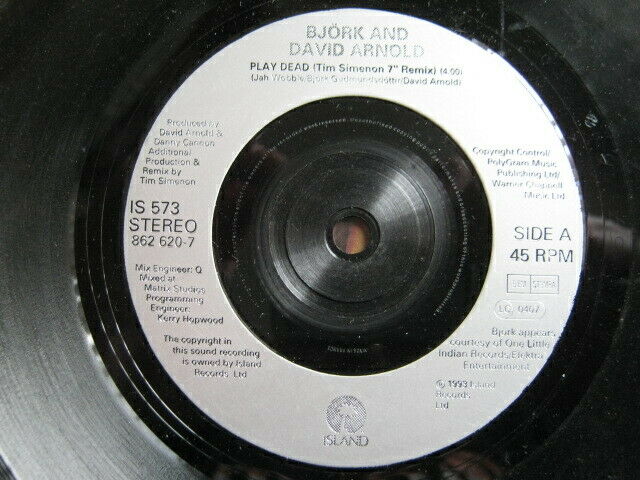 BJÖRK AND
DAVID ARNOLD
PLAY DEAD (Tim Simenon 7" Remix) (4.00)
(Jah Wobble/Björk Gudmundsdottir/David Arnold)
Produced by
David Arnold &
Danny Cannon
Additional
Production &
Remix by
Tim Simenon
Copyright Control/
PolyGram Music
Publishing Ltd/
Warner Chappell
Music Ltd.
IS 573
STEREO
862 620-7
SIDE A
45 RPM
Mix Engineer: Q
Mixed at
Matrix Studios
Programming
Engineer:
Kerry Hopwood
LC 0407
The copyright in
this sound recording
is owned by Island
Records Ltd
Bjork appears
courtesy of One Little
Indian Records/Elektra
Entertainment
℗ 1993 Island
Records
Ltd
ISLAND